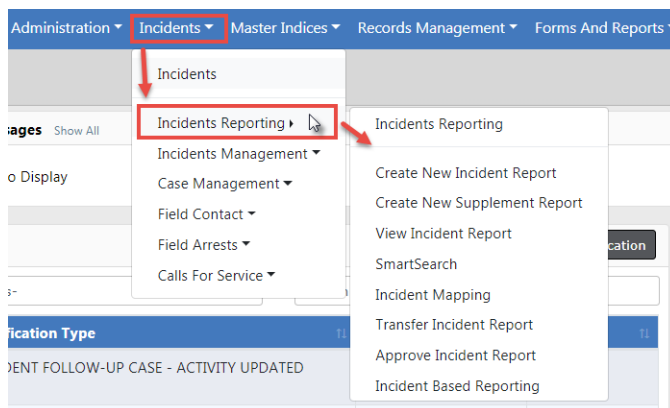 Administration Incidents Master Indices Records Management Forms And Reports
Incidents
Incidents Reporting
Incidents Management
Case Management
Field Contact
Field Arrests
Calls For Service
Incidents Reporting
Create New Incident Report
Create New Supplement Report
View Incident Report
SmartSearch
Incident Mapping
Transfer Incident Report
Approve Incident Report
Incident Based Reporting
sages Show All
o Display
cation
s-
fication Type
DENT FOLLOW-UP CASE - ACTIVITY UPDATED